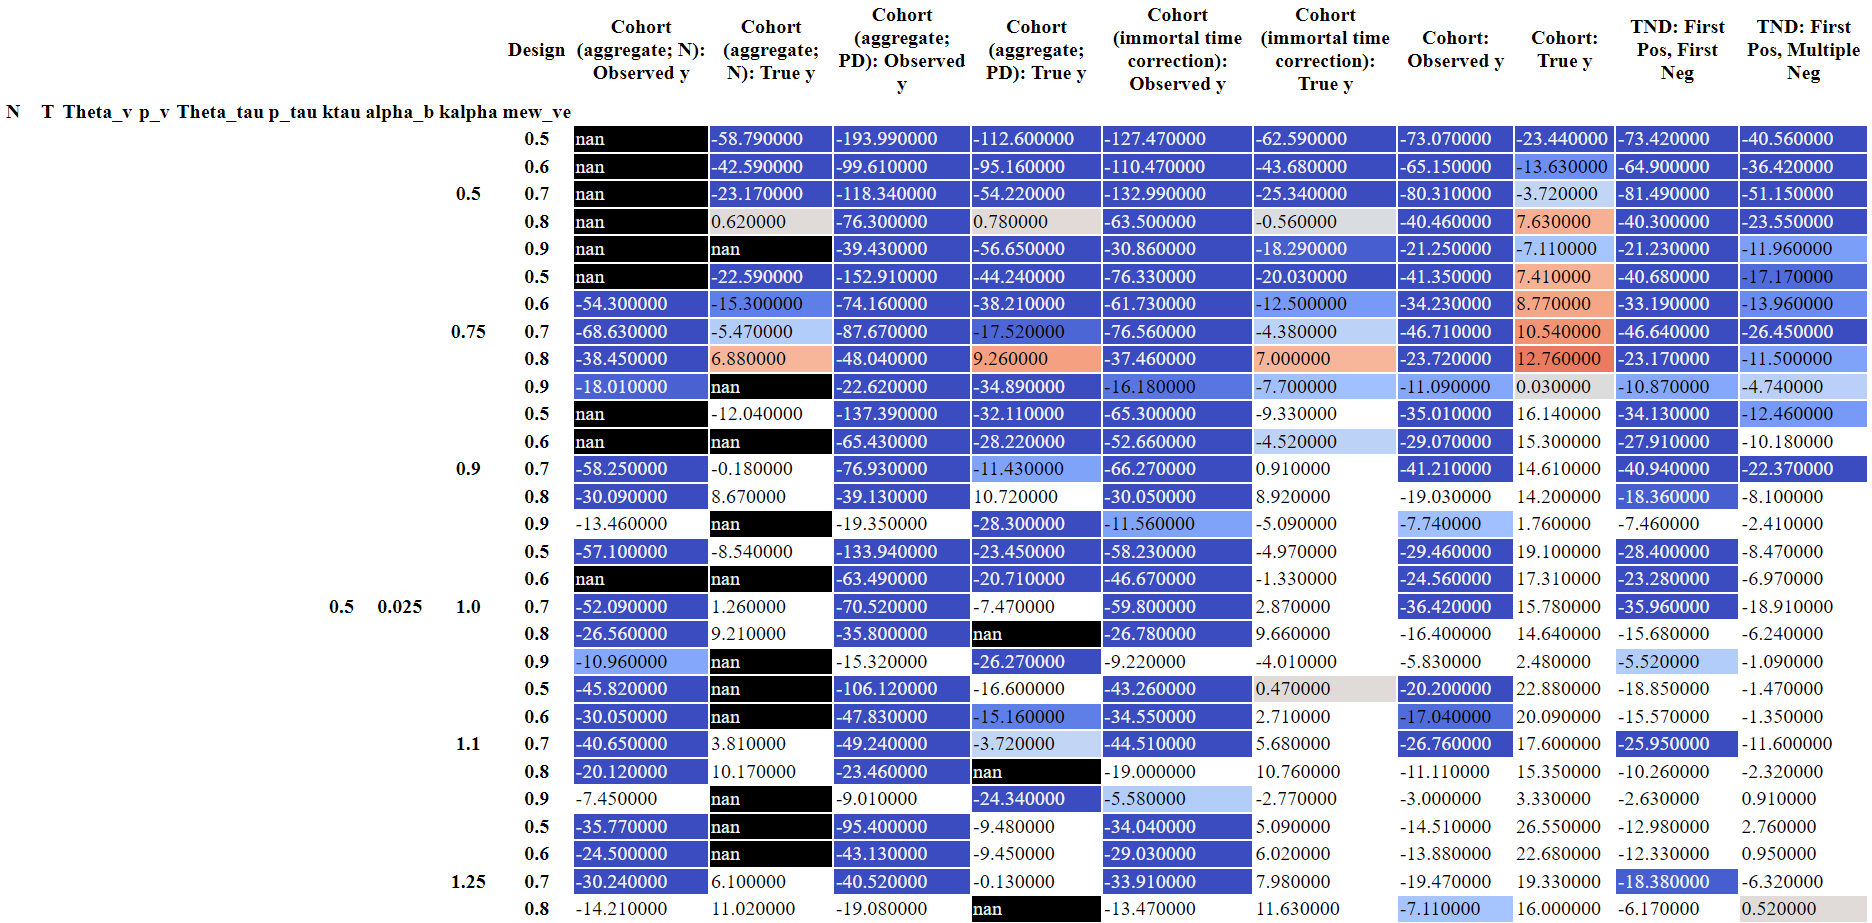 Design Cohort (aggregate; N): Observed y Cohort (aggregate; N): True y Cohort (aggregate; PD): Observed y Cohort (aggregate; PD): True y Cohort (immortal time correction): Observed y Cohort (immortal time correction): True y Cohort: Observed y Cohort: True y TND: First Pos, First Neg TND: First Pos, Multiple Neg
N T Theta_v p_v Theta_tau p_tau ktau alpha_b kalpha mew_ve
0.5 nan -58.790000 -193.990000 -112.600000 -127.470000 -62.590000 -73.070000 -23.440000 -73.420000 -40.560000
0.6 nan -42.590000 -99.610000 -95.160000 -110.470000 -43.680000 -65.150000 -13.630000 -64.900000 -36.420000
0.5 0.7 nan -23.170000 -118.340000 -54.220000 -132.990000 -25.340000 -80.310000 -3.720000 -81.490000 -51.150000
0.8 nan 0.620000 -76.300000 0.780000 -63.500000 -0.560000 -40.460000 7.630000 -40.300000 -23.550000
0.9 nan nan -39.430000 -56.650000 -30.860000 -18.290000 -21.250000 -7.110000 -21.230000 -11.960000
0.5 nan -22.590000 -152.910000 -44.240000 -76.330000 -20.030000 -41.350000 7.410000 -40.680000 -17.170000
0.6 -54.300000 -15.300000 -74.160000 -38.210000 -61.730000 -12.500000 -34.230000 8.770000 -33.190000 -13.960000
0.75 0.7 -68.630000 -5.470000 -87.670000 -17.520000 -76.560000 -4.380000 -46.710000 10.540000 -46.640000 -26.450000
0.8 -38.450000 6.880000 -48.040000 9.260000 -37.460000 7.000000 -23.720000 12.760000 -23.170000 -11.500000
0.9 -18.010000 nan -22.620000 -34.890000 -16.180000 -7.700000 -11.090000 0.030000 -10.870000 -4.740000
0.5 nan -12.040000 -137.390000 -32.110000 -65.300000 -9.330000 -35.010000 16.140000 -34.130000 -12.460000
0.6 nan nan -65.430000 -28.220000 -52.660000 -4.520000 -29.070000 15.300000 -27.910000 -10.180000
0.9 0.7 -58.250000 -0.180000 -76.930000 -11.430000 -66.270000 0.910000 -41.210000 14.610000 -40.940000 -22.370000
0.8 -30.090000 8.670000 -39.130000 10.720000 -30.050000 8.920000 -19.030000 14.200000 -18.360000 -8.100000
0.9 -13.460000 nan -19.350000 -28.300000 -11.560000 -5.090000 -7.740000 1.760000 -7.460000 -2.410000
0.5 -57.100000 -8.540000 -133.940000 -23.450000 -58.230000 -4.970000 -29.460000 19.100000 -28.400000 -8.470000
0.6 nan nan -63.490000 -20.710000 -46.670000 -1.330000 -24.560000 17.310000 -23.280000 -6.970000
0.5 0.025 1.0 0.7 -52.090000 1.260000 -70.520000 -7.470000 -59.800000 2.870000 -36.420000 15.780000 -35.960000 -18.910000
0.8 -26.560000 9.210000 -35.800000 nan -26.780000 9.660000 -16.400000 14.640000 -15.680000 -6.240000
0.9 -10.960000 nan -15.320000 -26.270000 -9.220000 -4.010000 -5.830000 2.480000 -5.520000 -1.090000
0.5 -45.820000 nan -106.120000 -16.600000 -43.260000 0.470000 -20.200000 22.880000 -18.850000 -1.470000
0.6 -30.050000 nan -47.830000 -15.160000 -34.550000 2.710000 -17.040000 20.090000 -15.570000 -1.350000
1.1 0.7 -40.650000 3.810000 -49.240000 -3.720000 -44.510000 5.680000 -26.760000 17.600000 -25.950000 -11.600000
0.8 -20.120000 10.170000 -23.460000 nan -19.000000 10.760000 -11.110000 15.350000 -10.260000 -2.320000
0.9 -7.450000 nan -9.010000 -24.340000 -5.580000 -2.770000 -3.000000 3.330000 -2.630000 0.910000
0.5 -35.770000 nan -95.400000 -9.480000 -34.040000 5.090000 -14.510000 26.550000 -12.980000 2.760000
0.6 -24.500000 nan -43.130000 -9.450000 -29.030000 6.020000 -13.880000 22.680000 -12.330000 0.950000
1.25 0.7 -30.240000 6.100000 -40.520000 -0.130000 -33.910000 7.980000 -19.470000 19.330000 -18.380000 -6.320000
0.8 -14.210000 11.020000 -19.080000 nan -13.470000 11.630000 -7.110000 16.000000 -6.170000 0.520000